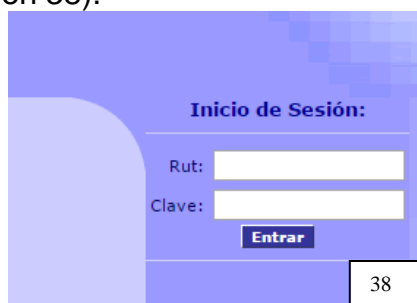 Inicio de Sesión:
Rut:
Clave:
Entrar
38